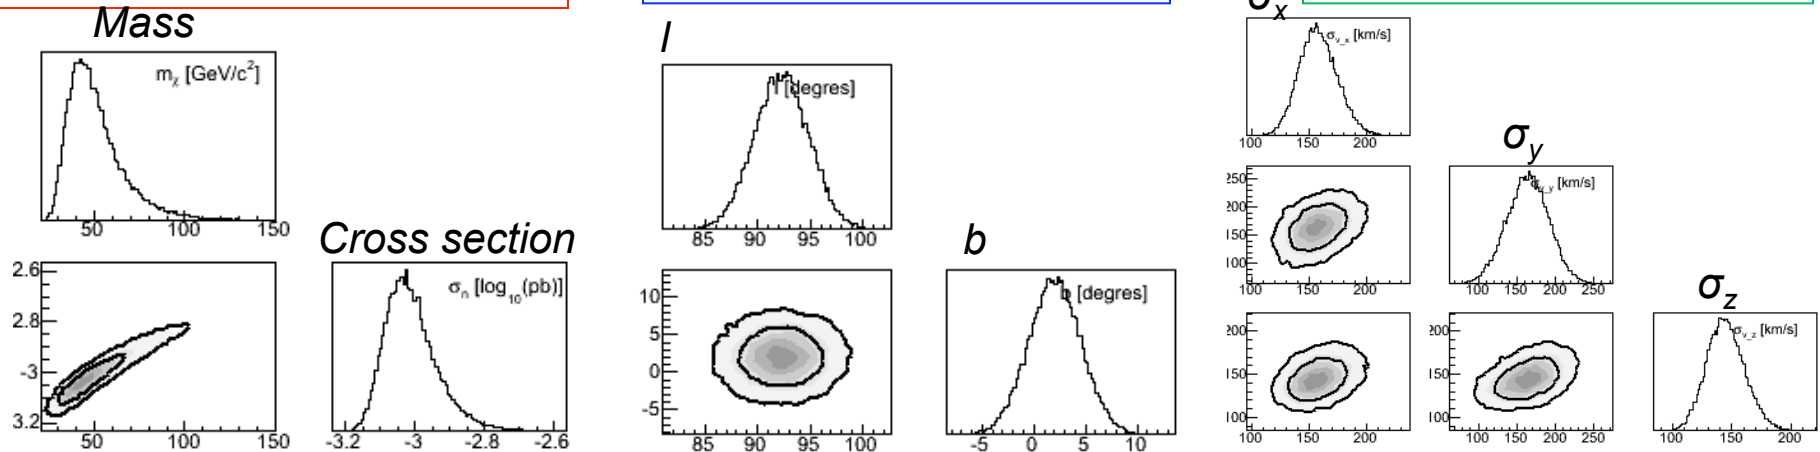 Mass
m_χ [GeV/c²]
50 100 150
Cross section
2.6
2.8
-3
3.2
50 100 150
σ_n [log₁₀(pb)]
-3.2 -3 -2.8 -2.6
l
l [degres]
85 90 95 100
b
10
5
0
-5
85 90 95 100
b [degres]
-5 0 5 10
σ_x
σ_v_x [km/s]
100 150 200
σ_y
250
200
150
100
100 150 200
σ_v_y [km/s]
100 150 200 250
σ_z
200
150
100
100 150 200
200
150
100
100 150 200 250
σ_v_z [km/s]
100 150 200